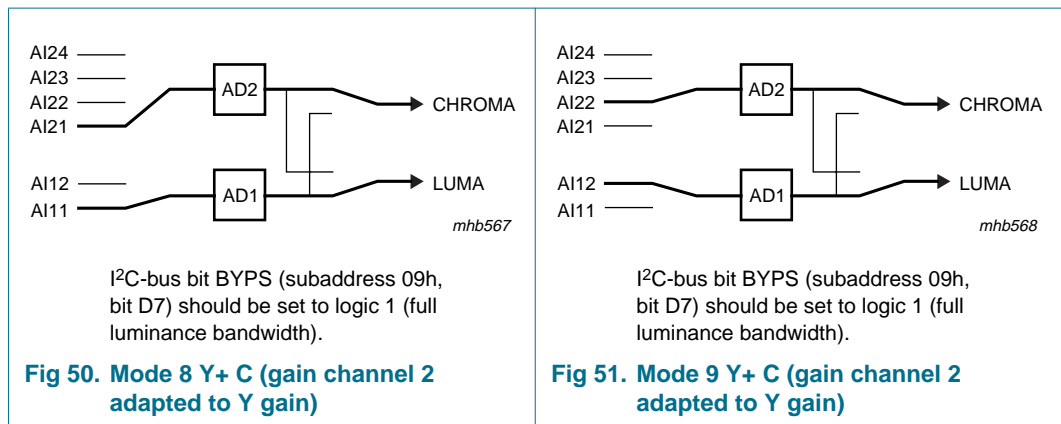 AI24
AI23
AI22
AI21
AD2
CHROMA
AI12
AI11
AD1
LUMA
mhb567
I2C-bus bit BYPS (subaddress 09h,
bit D7) should be set to logic 1 (full
luminance bandwidth).
Fig 50. Mode 8 Y+ C (gain channel 2
adapted to Y gain)
AI24
AI23
AI22
AI21
AD2
CHROMA
AI12
AI11
AD1
LUMA
mhb568
I2C-bus bit BYPS (subaddress 09h,
bit D7) should be set to logic 1 (full
luminance bandwidth).
Fig 51. Mode 9 Y+ C (gain channel 2
adapted to Y gain)